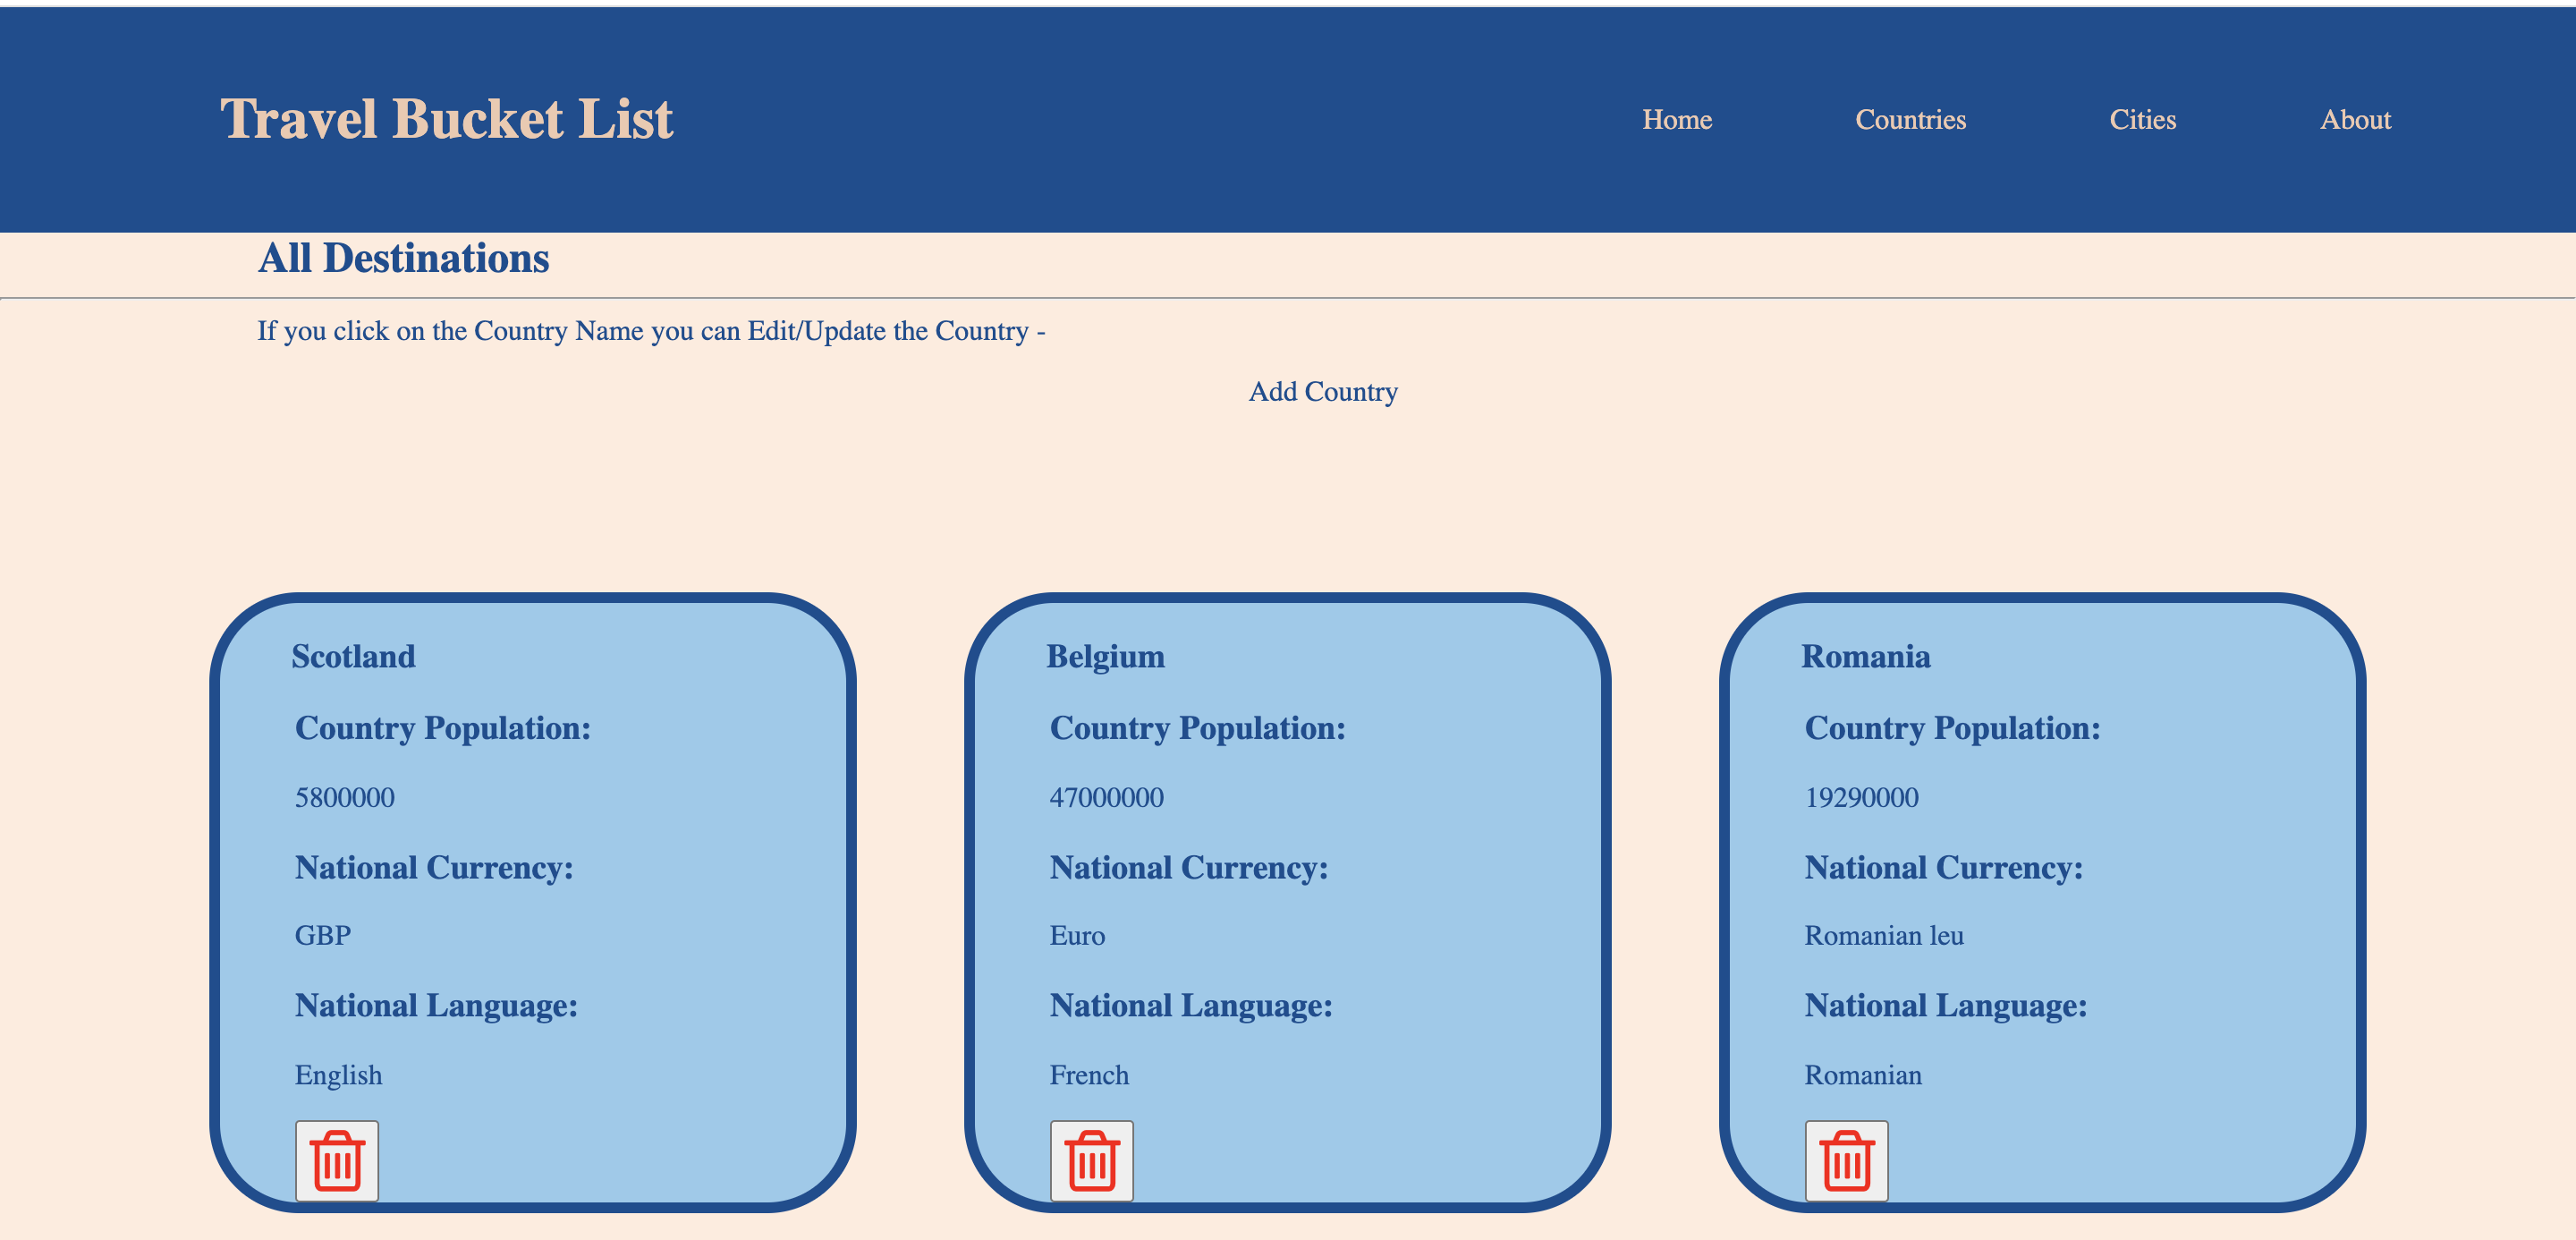 Travel Bucket List
Home Countries Cities About
All Destinations
If you click on the Country Name you can Edit/Update the Country -
Add Country
Scotland
Country Population:
5800000
National Currency:
GBP
National Language:
English
Belgium
Country Population:
47000000
National Currency:
Euro
National Language:
French
Romania
Country Population:
19290000
National Currency:
Romanian leu
National Language:
Romanian